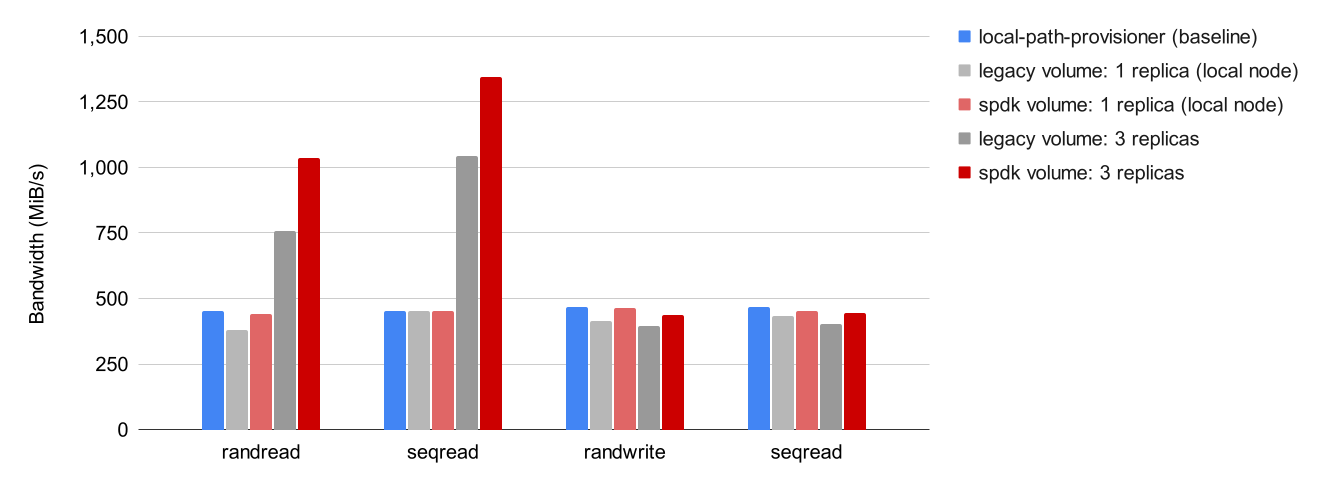 1,500
1,250
1,000
750
500
250
0
Bandwidth (MiB/s)
randread
seqread
randwrite
seqread
local-path-provisioner (baseline)
legacy volume: 1 replica (local node)
spdk volume: 1 replica (local node)
legacy volume: 3 replicas
spdk volume: 3 replicas